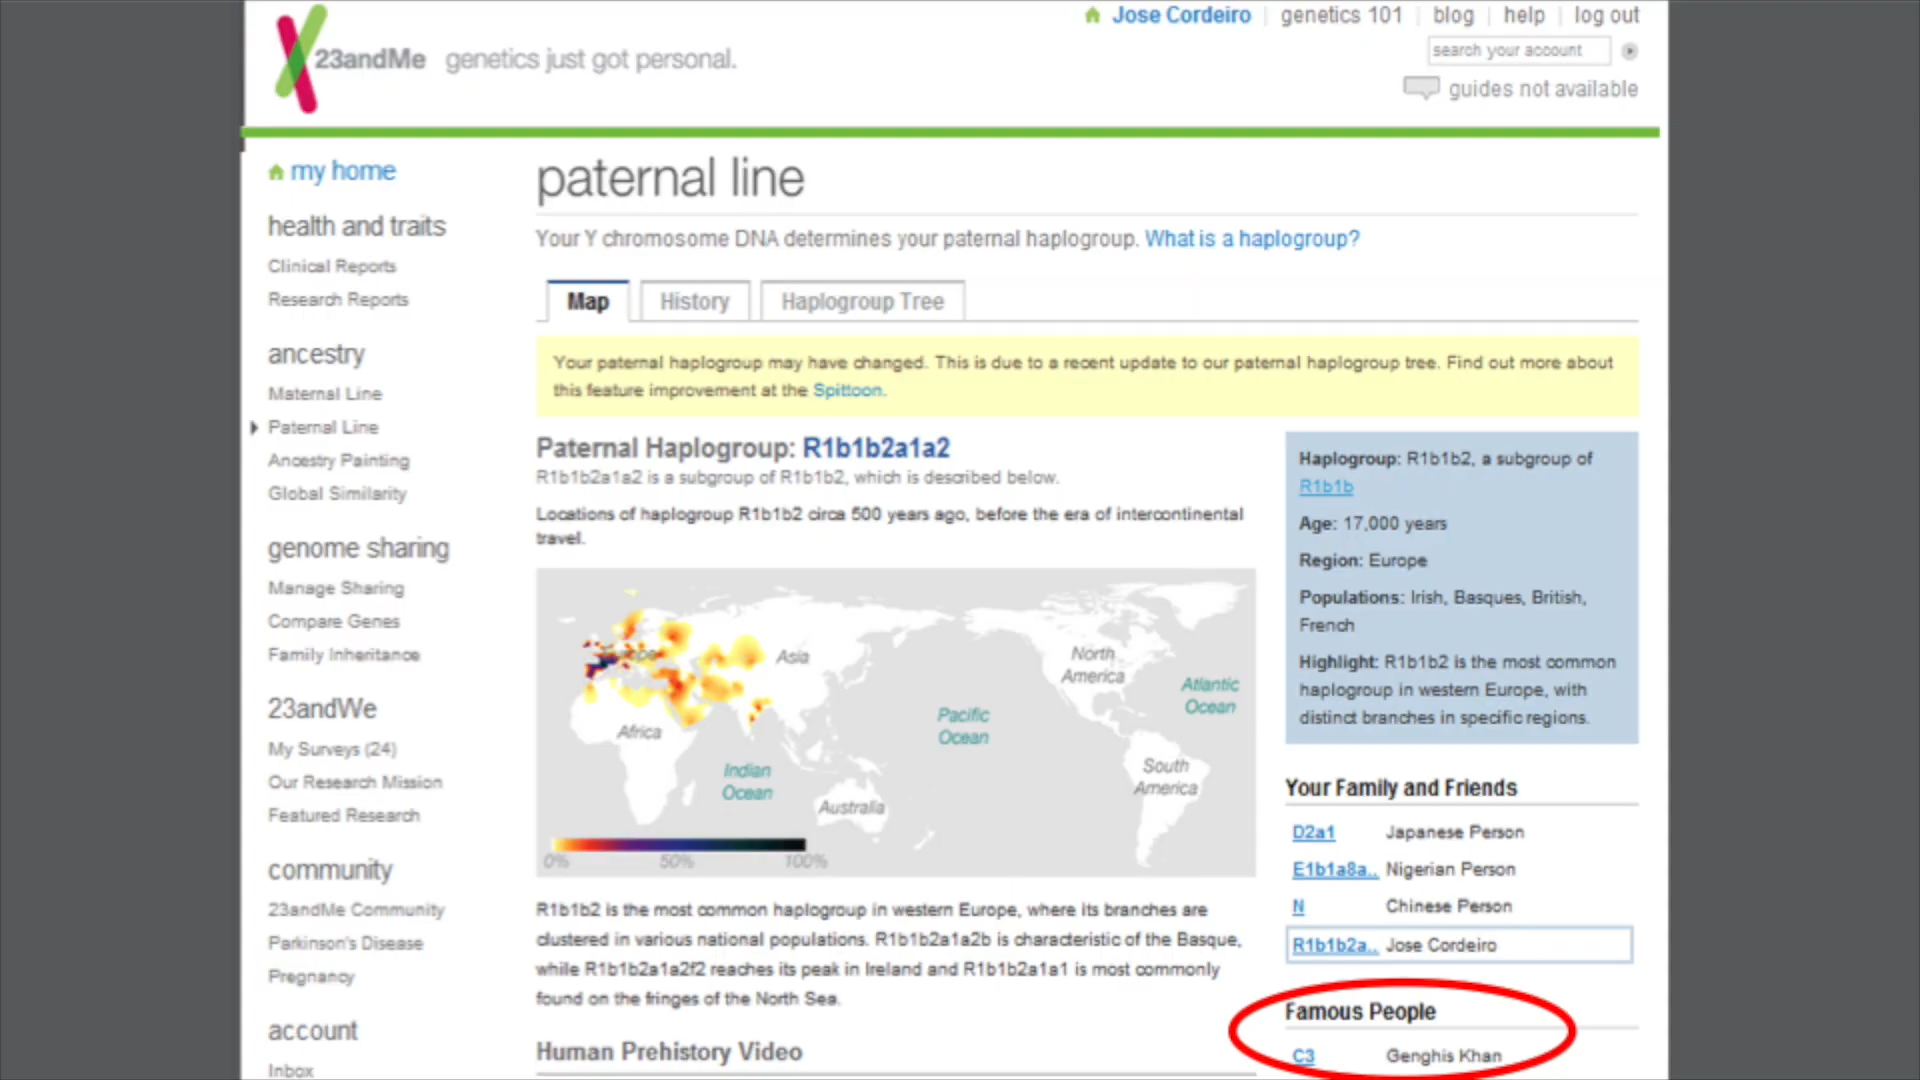 23andMe genetics just got personal.
Jose Cordeiro genetics 101 blog help log out
search your account
guides not available
my home
health and traits
Clinical Reports
Research Reports
ancestry
Maternal Line
Paternal Line
Ancestry Painting
Global Similarity
genome sharing
Manage Sharing
Compare Genes
Family Inheritance
23andWe
My Surveys (24)
Our Research Mission
Featured Research
community
23andMe Community
Parkinson's Disease
Pregnancy
account
Inbox
paternal line
Your Y chromosome DNA determines your paternal haplogroup. What is a haplogroup?
Map History Haplogroup Tree
Your paternal haplogroup may have changed. This is due to a recent update to our paternal haplogroup tree. Find out more about
this feature improvement at the Spittoon.
Paternal Haplogroup: R1b1b2a1a2
R1b1b2a1a2 is a subgroup of R1b1b2, which is described below.
Locations of haplogroup R1b1b2 circa 500 years ago, before the era of intercontinental
travel.
Europe
Asia
Africa
Indian
Ocean
Australia
Pacific
Ocean
North
America
Atlantic
Ocean
South
America
0% 50% 100%
R1b1b2 is the most common haplogroup in western Europe, where its branches are
clustered in various national populations. R1b1b2a1a2b is characteristic of the Basque,
while R1b1b2a1a2f2 reaches its peak in Ireland and R1b1b2a1a1 is most commonly
found on the fringes of the North Sea.
Human Prehistory Video
Haplogroup: R1b1b2, a subgroup of
R1b1b
Age: 17,000 years
Region: Europe
Populations: Irish, Basques, British,
French
Highlight: R1b1b2 is the most common
haplogroup in western Europe, with
distinct branches in specific regions.
Your Family and Friends
D2a1 Japanese Person
E1b1a8a.. Nigerian Person
N Chinese Person
R1b1b2a.. Jose Cordeiro
Famous People
C3 Genghis Khan